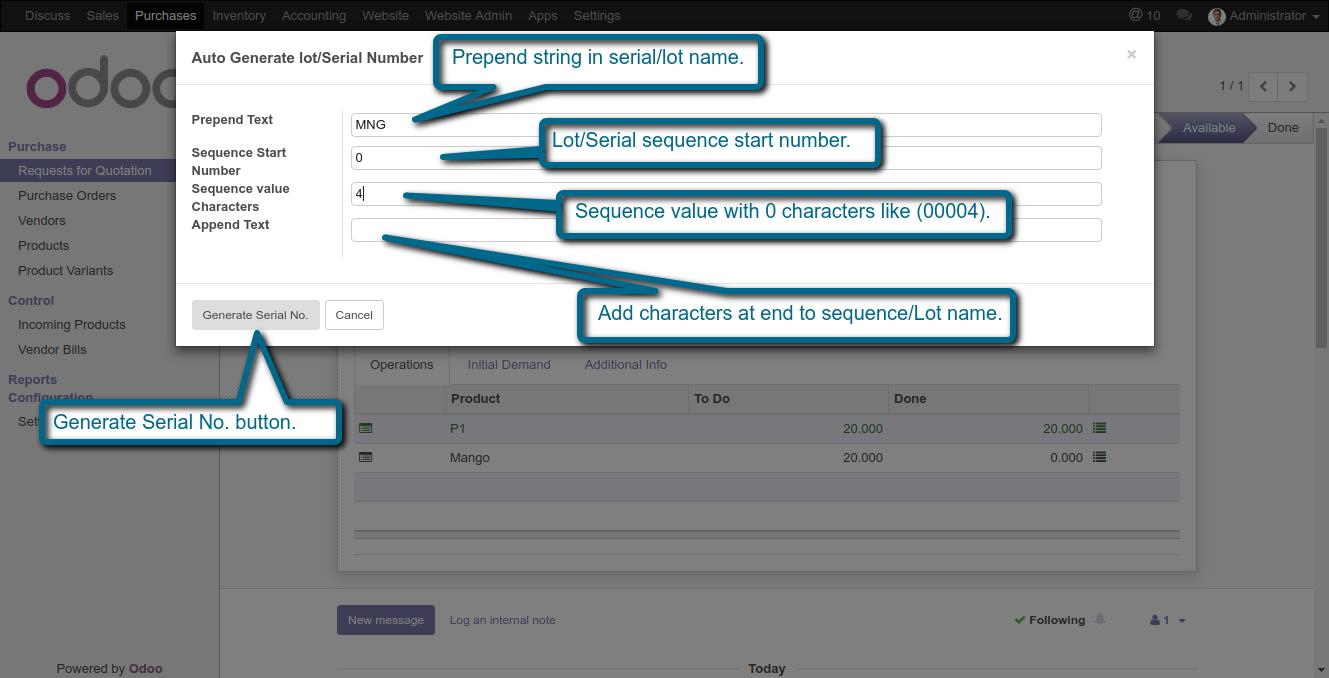 Discuss Sales Purchases Inventory Accounting Website Website Admin Apps Settings @ 10 Administrator
odoo
Auto Generate lot/Serial Number
×
Prepend string in serial/lot name.
Prepend Text
MNG
Sequence Start
Number
0
Lot/Serial sequence start number.
Sequence value
Characters
4
Sequence value with 0 characters like (00004).
Append Text
Add characters at end to sequence/Lot name.
Generate Serial No. Cancel
Generate Serial No. button.
1 / 1
Available Done
Purchase
Requests for Quotation
Purchase Orders
Vendors
Products
Product Variants
Control
Incoming Products
Vendor Bills
Reports
Configuration
Operations Initial Demand Additional Info
Product To Do Done
P1 20.000 20.000
Mango 20.000 0.000
New message Log an internal note Following 1
Today
Powered by Odoo